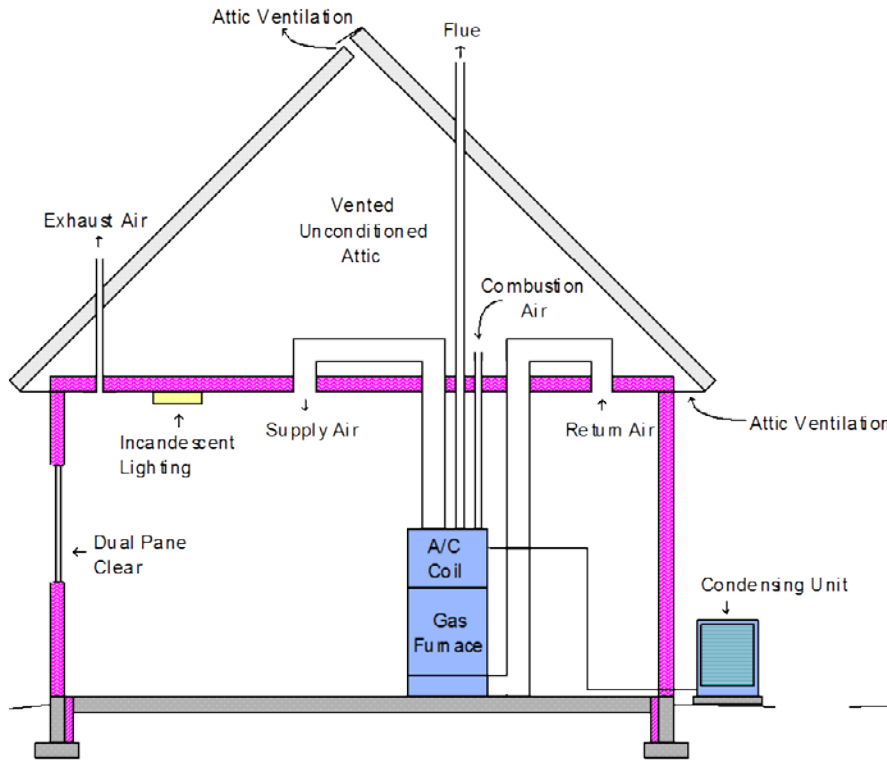 Attic Ventilation
Flue
Vented
Unconditioned
Attic
Exhaust Air
Combustion
Air
Incandescent
Lighting
Supply Air
Return Air
Attic Ventilation
Dual Pane
Clear
A/C
Coil
Gas
Furnace
Condensing Unit